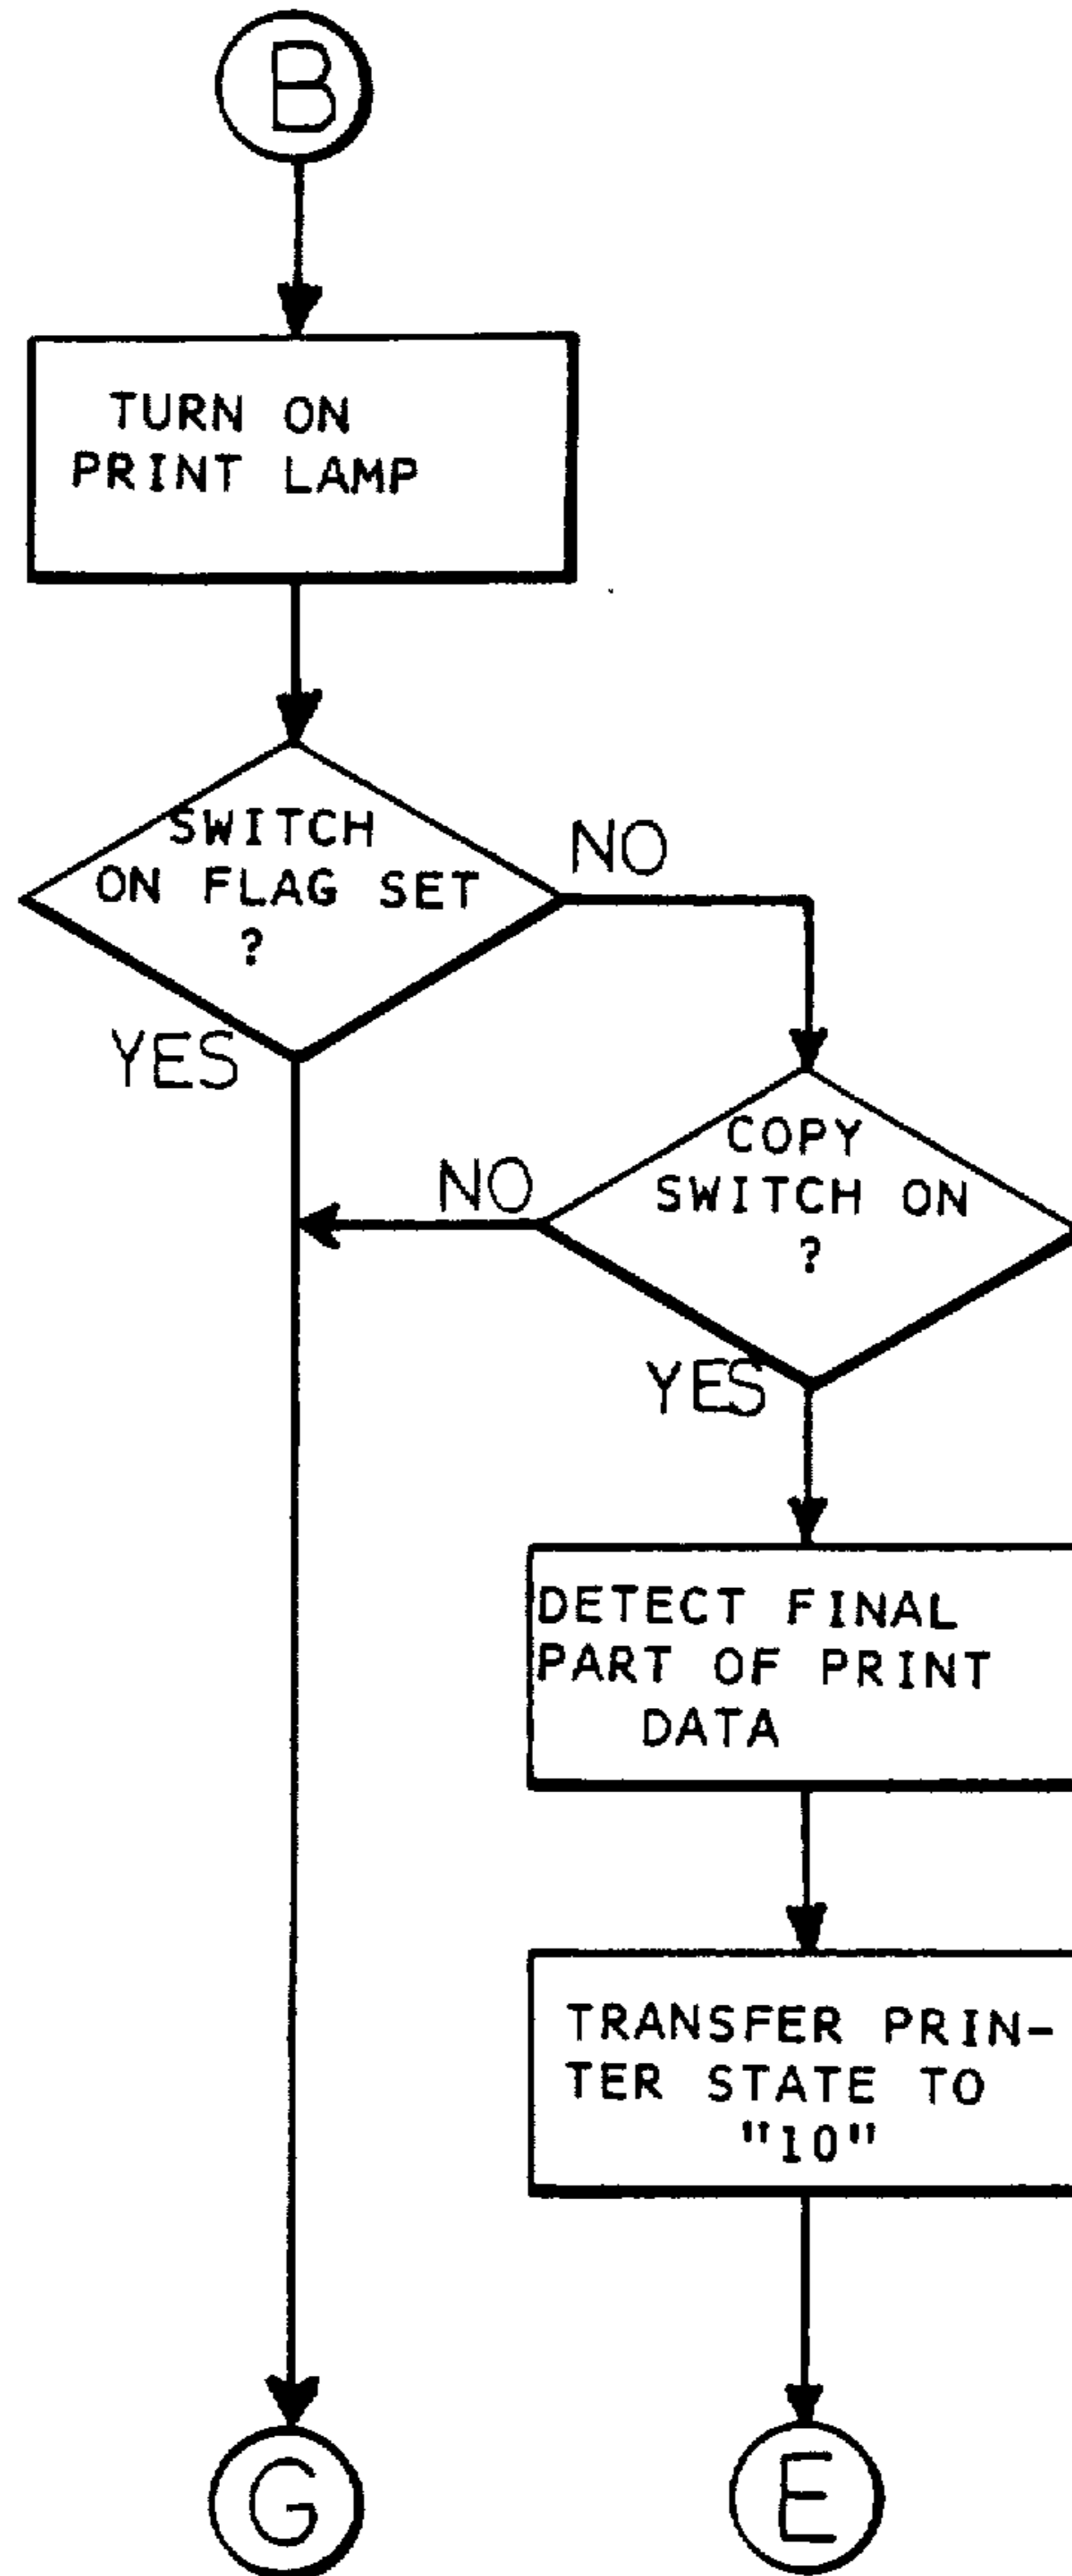 B
TURN ON
PRINT LAMP
SWITCH
ON FLAG SET
?
NO
YES
COPY
SWITCH ON
?
NO
YES
DETECT FINAL
PART OF PRINT
DATA
TRANSFER PRIN-
TER STATE TO
"10"
G
E